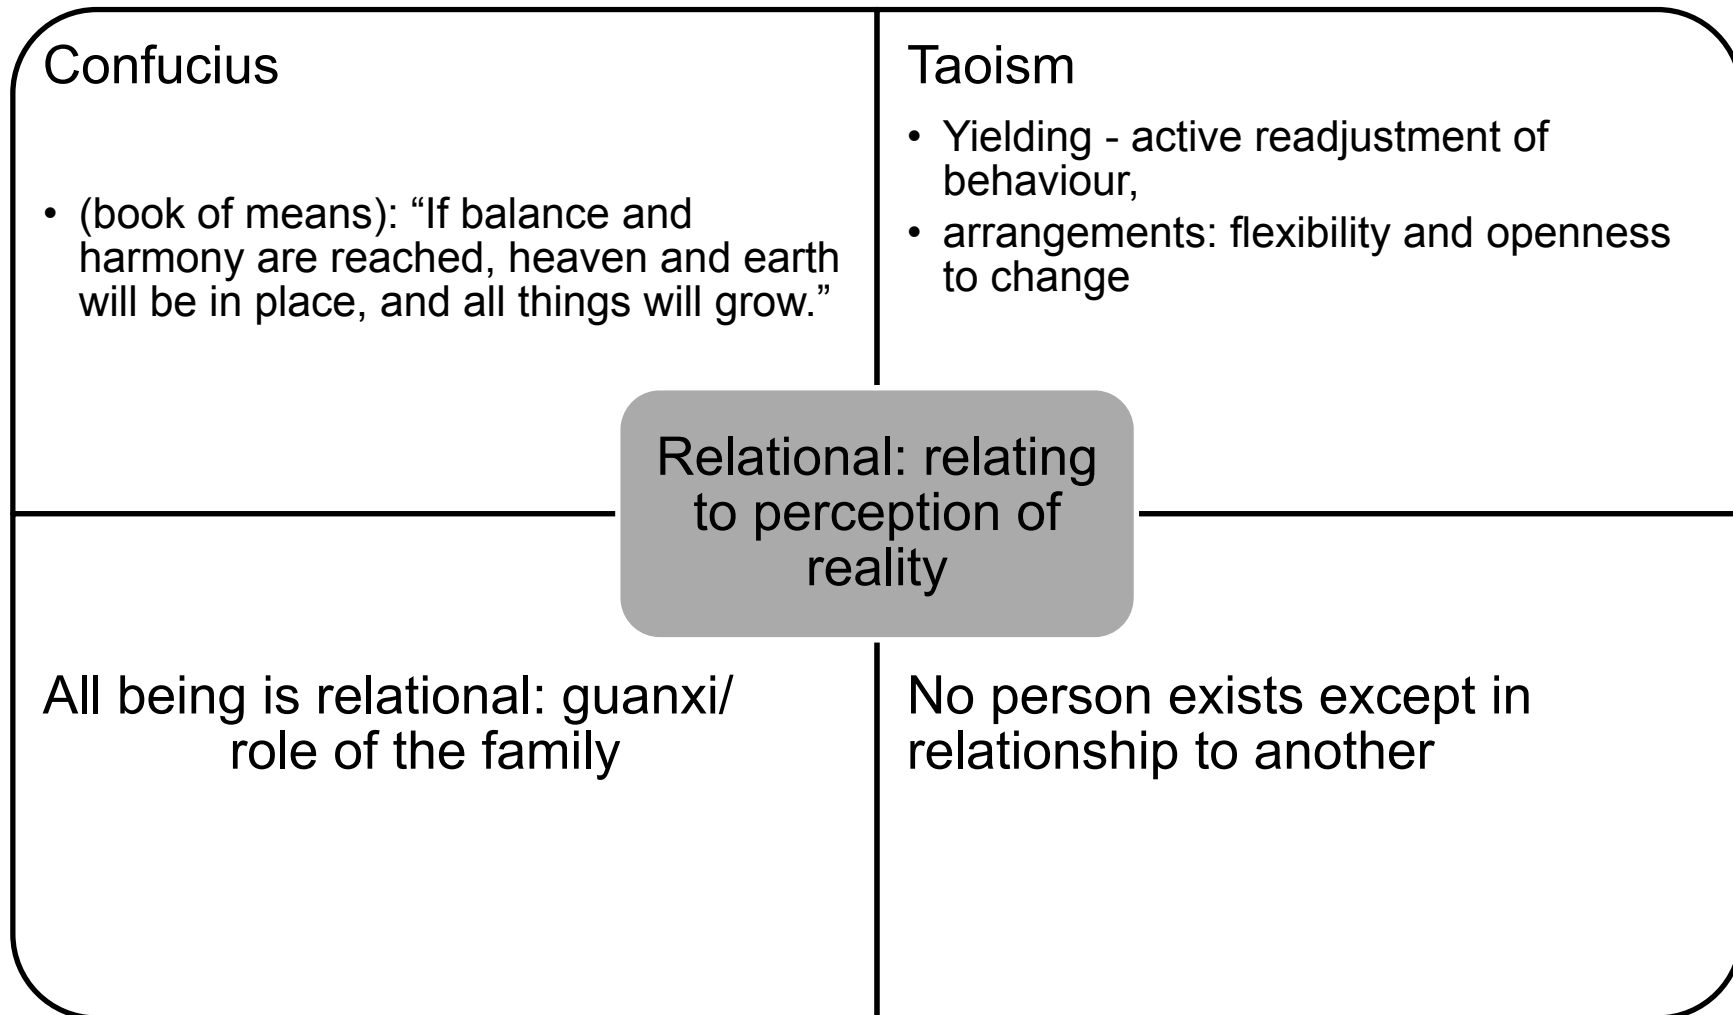 Confucius
• (book of means): “If balance and
harmony are reached, heaven and earth
will be in place, and all things will grow.”
Taoism
• Yielding - active readjustment of
behaviour,
• arrangements: flexibility and openness
to change
Relational: relating
to perception of
reality
All being is relational: guanxi/
role of the family
No person exists except in
relationship to another